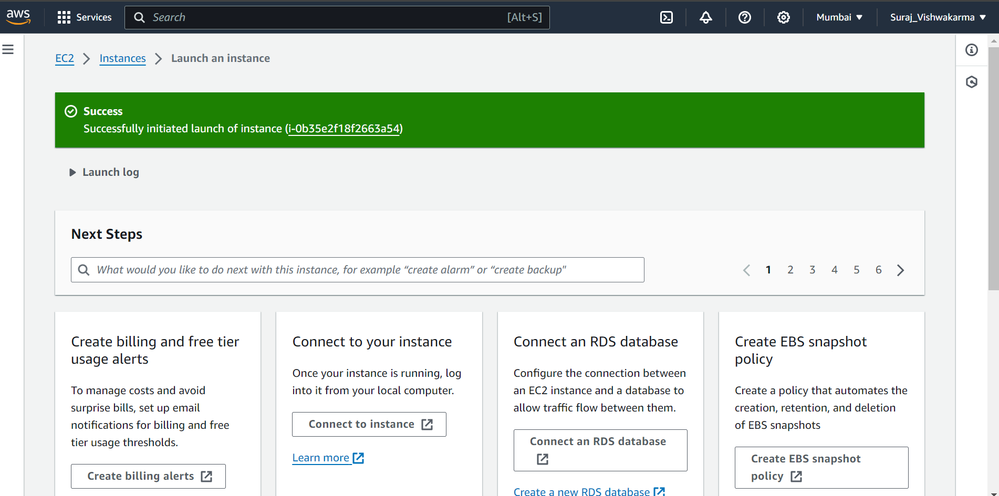 aws Services Search [Alt+S] Mumbai Suraj_Vishwakarma
EC2 Instances Launch an instance
Success
Successfully initiated launch of instance (i-0b35e2f18f2663a54)
Launch log
Next Steps
What would you like to do next with this instance, for example “create alarm” or “create backup"
1 2 3 4 5 6
Create billing and free tier
usage alerts
To manage costs and avoid
surprise bills, set up email
notifications for billing and free
tier usage thresholds.
Create billing alerts
Connect to your instance
Once your instance is running, log
into it from your local computer.
Connect to instance
Learn more
Connect an RDS database
Configure the connection between
an EC2 instance and a database to
allow traffic flow between them.
Connect an RDS database
Create a new RDS database
Create EBS snapshot
policy
Create a policy that automates the
creation, retention, and deletion
of EBS snapshots
Create EBS snapshot
policy